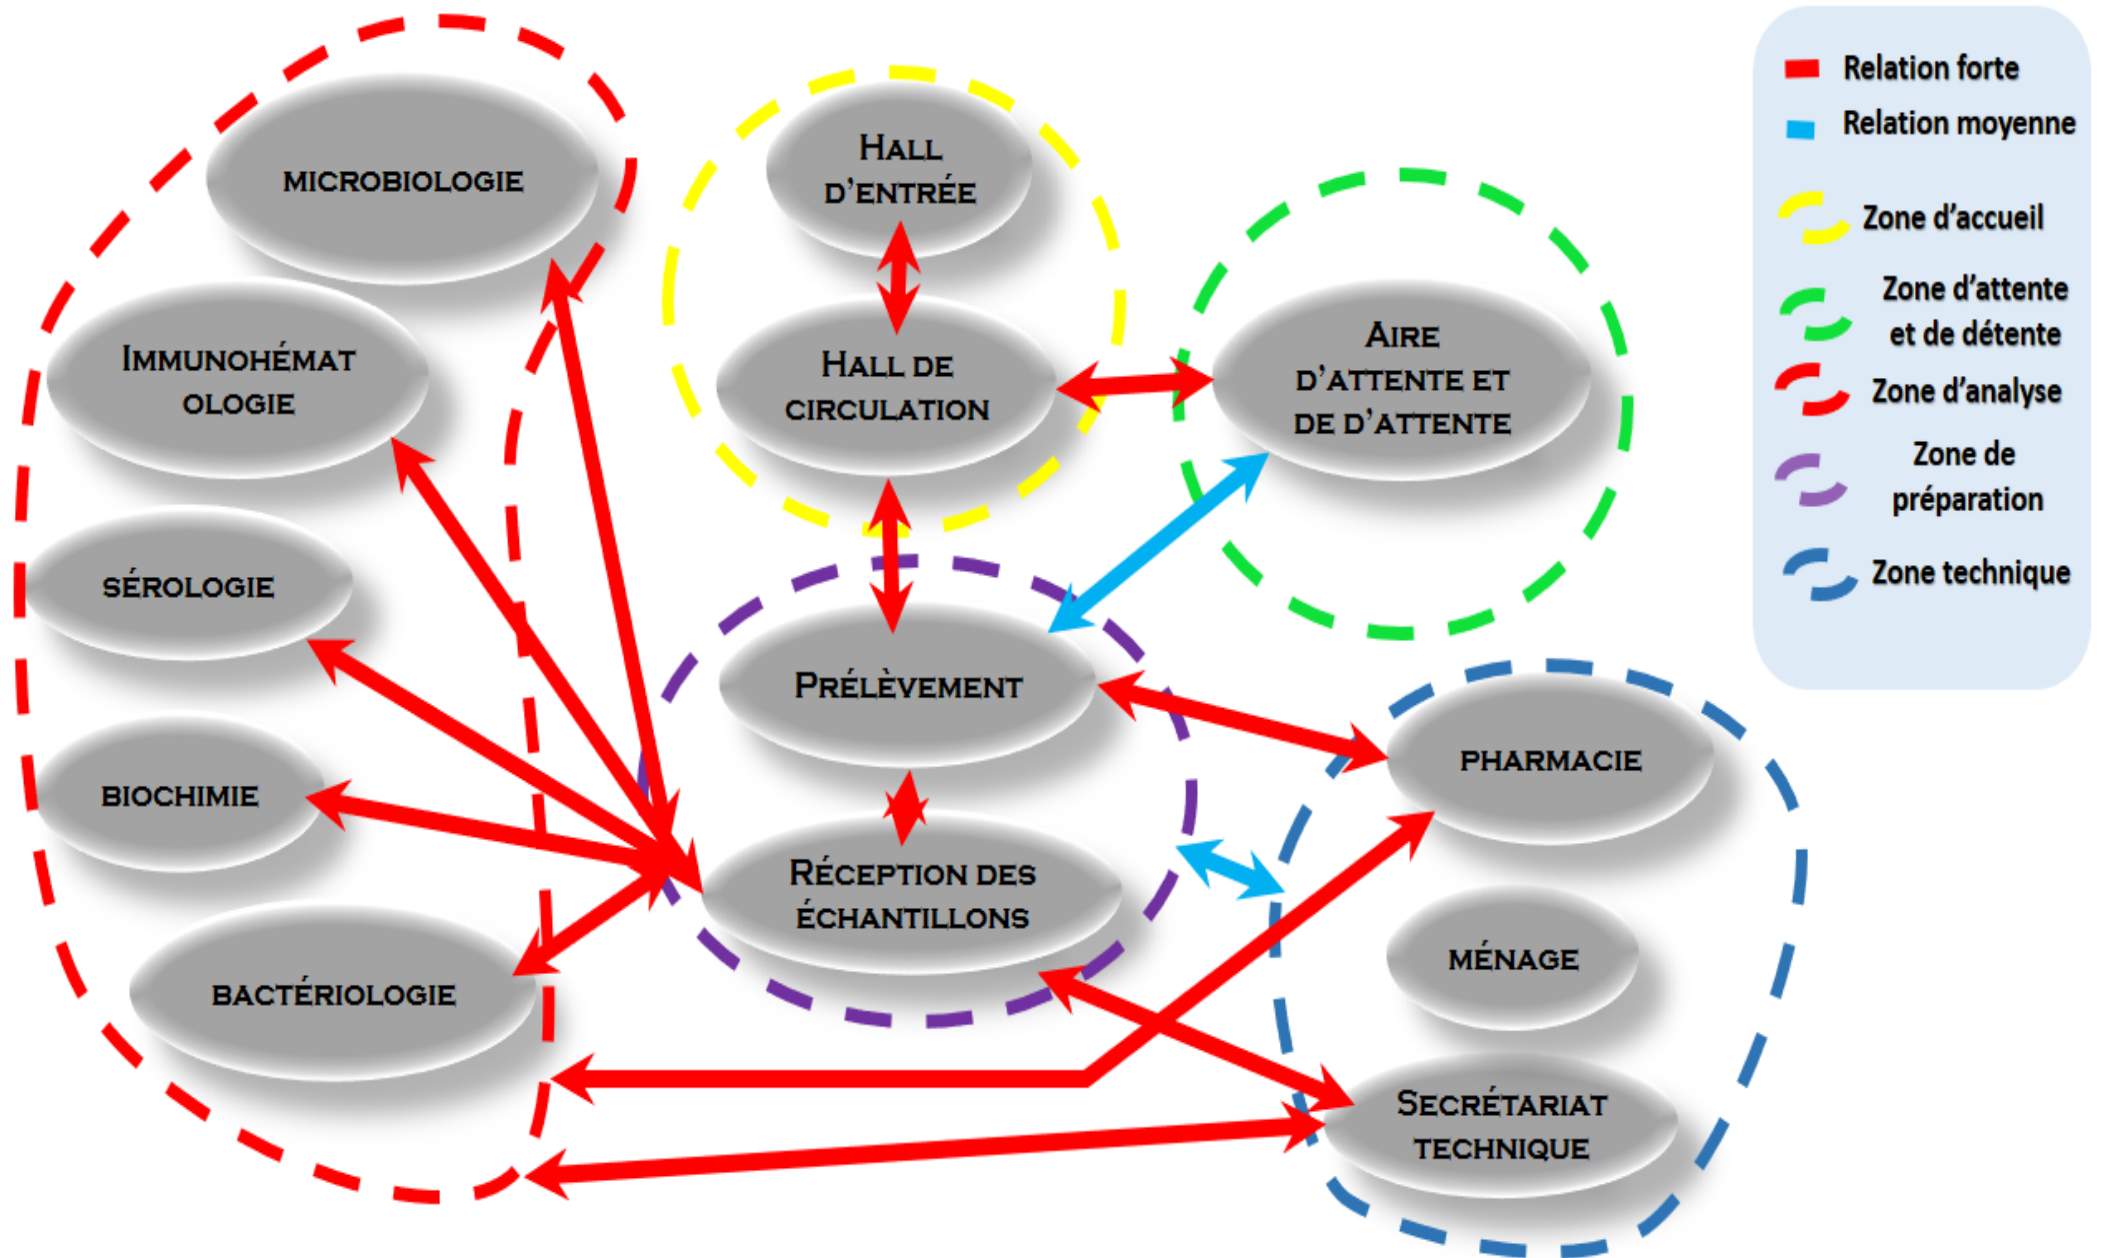 MICROBIOLOGIE
HALL
D'ENTRÉE
IMMUNOHÉMAT
OLOGIE
HALL DE
CIRCULATION
AIRE
D'ATTENTE ET
DE D'ATTENTE
SÉROLOGIE
PRÉLÈVEMENT
BIOCHIMIE
PHARMACIE
RÉCEPTION DES
ÉCHANTILLONS
BACTÉRIOLOGIE
MÉNAGE
SECRÉTARIAT
TECHNIQUE
Relation forte
Relation moyenne
Zone d'accueil
Zone d'attente
et de détente
Zone d'analyse
Zone de
préparation
Zone technique